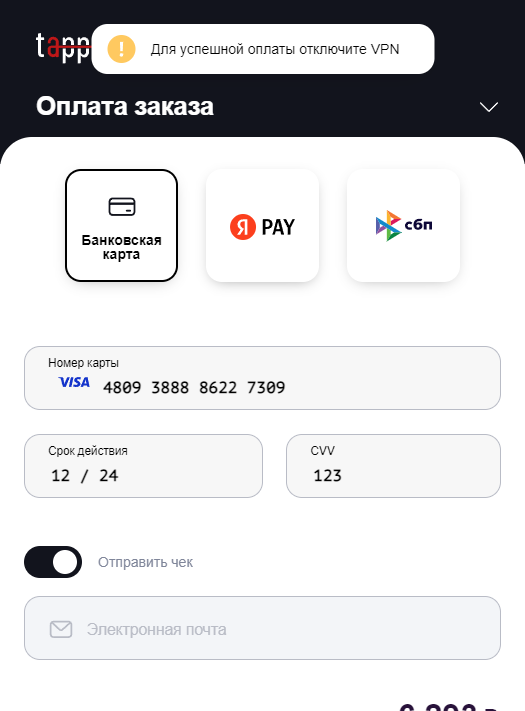 tapp
Для успешной оплаты отключите VPN
Оплата заказа
Банковская
карта
Я PAY
сбп
Номер карты
VISA 4809 3888 8622 7309
Срок действия
12 / 24
CVV
123
Отправить чек
Электронная почта